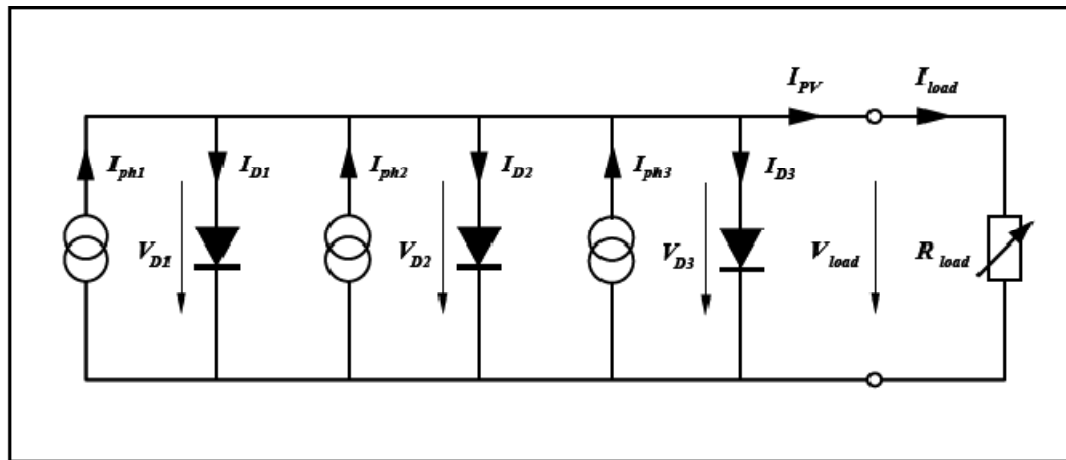 I_PV I_load
I_ph1 I_D1 I_ph2 I_D2 I_ph3 I_D3
V_D1 V_D2 V_D3 V_load R_load